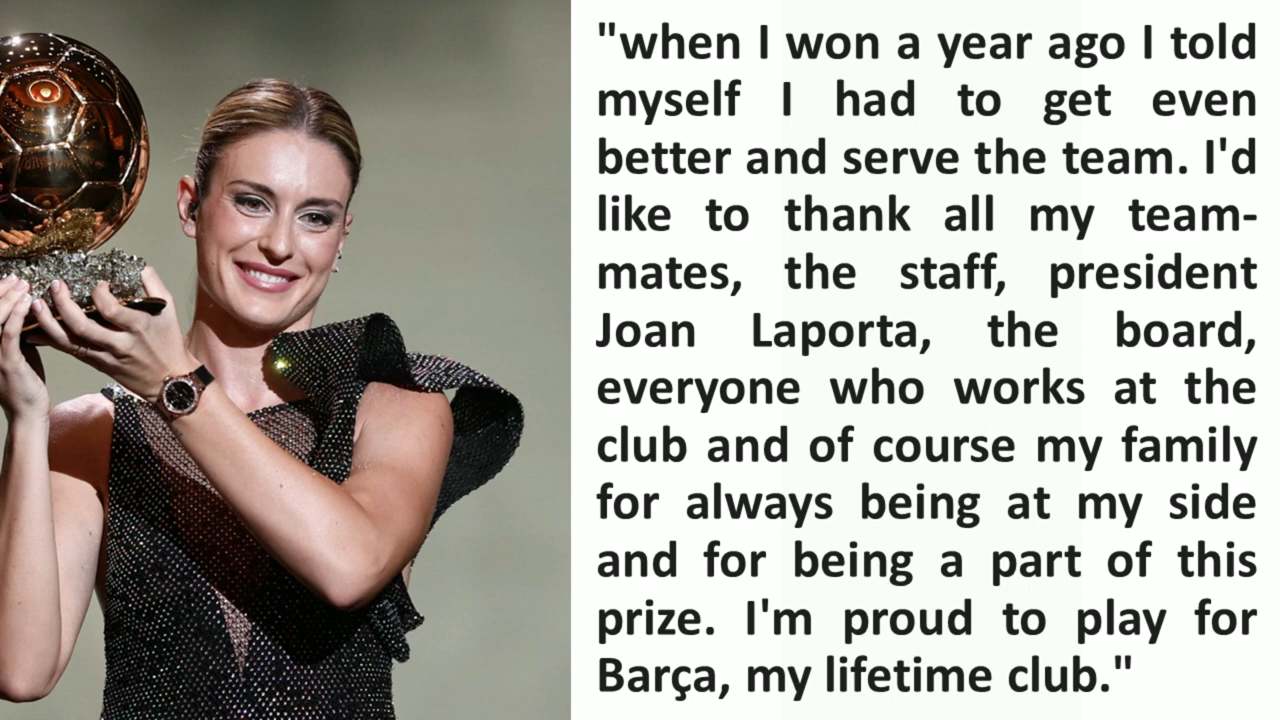 "when I won a year ago I told
myself I had to get even
better and serve the team. I'd
like to thank all my team-
mates, the staff, president
Joan Laporta, the board,
everyone who works at the
club and of course my family
for always being at my side
and for being a part of this
prize. I'm proud to play for
Barça, my lifetime club."